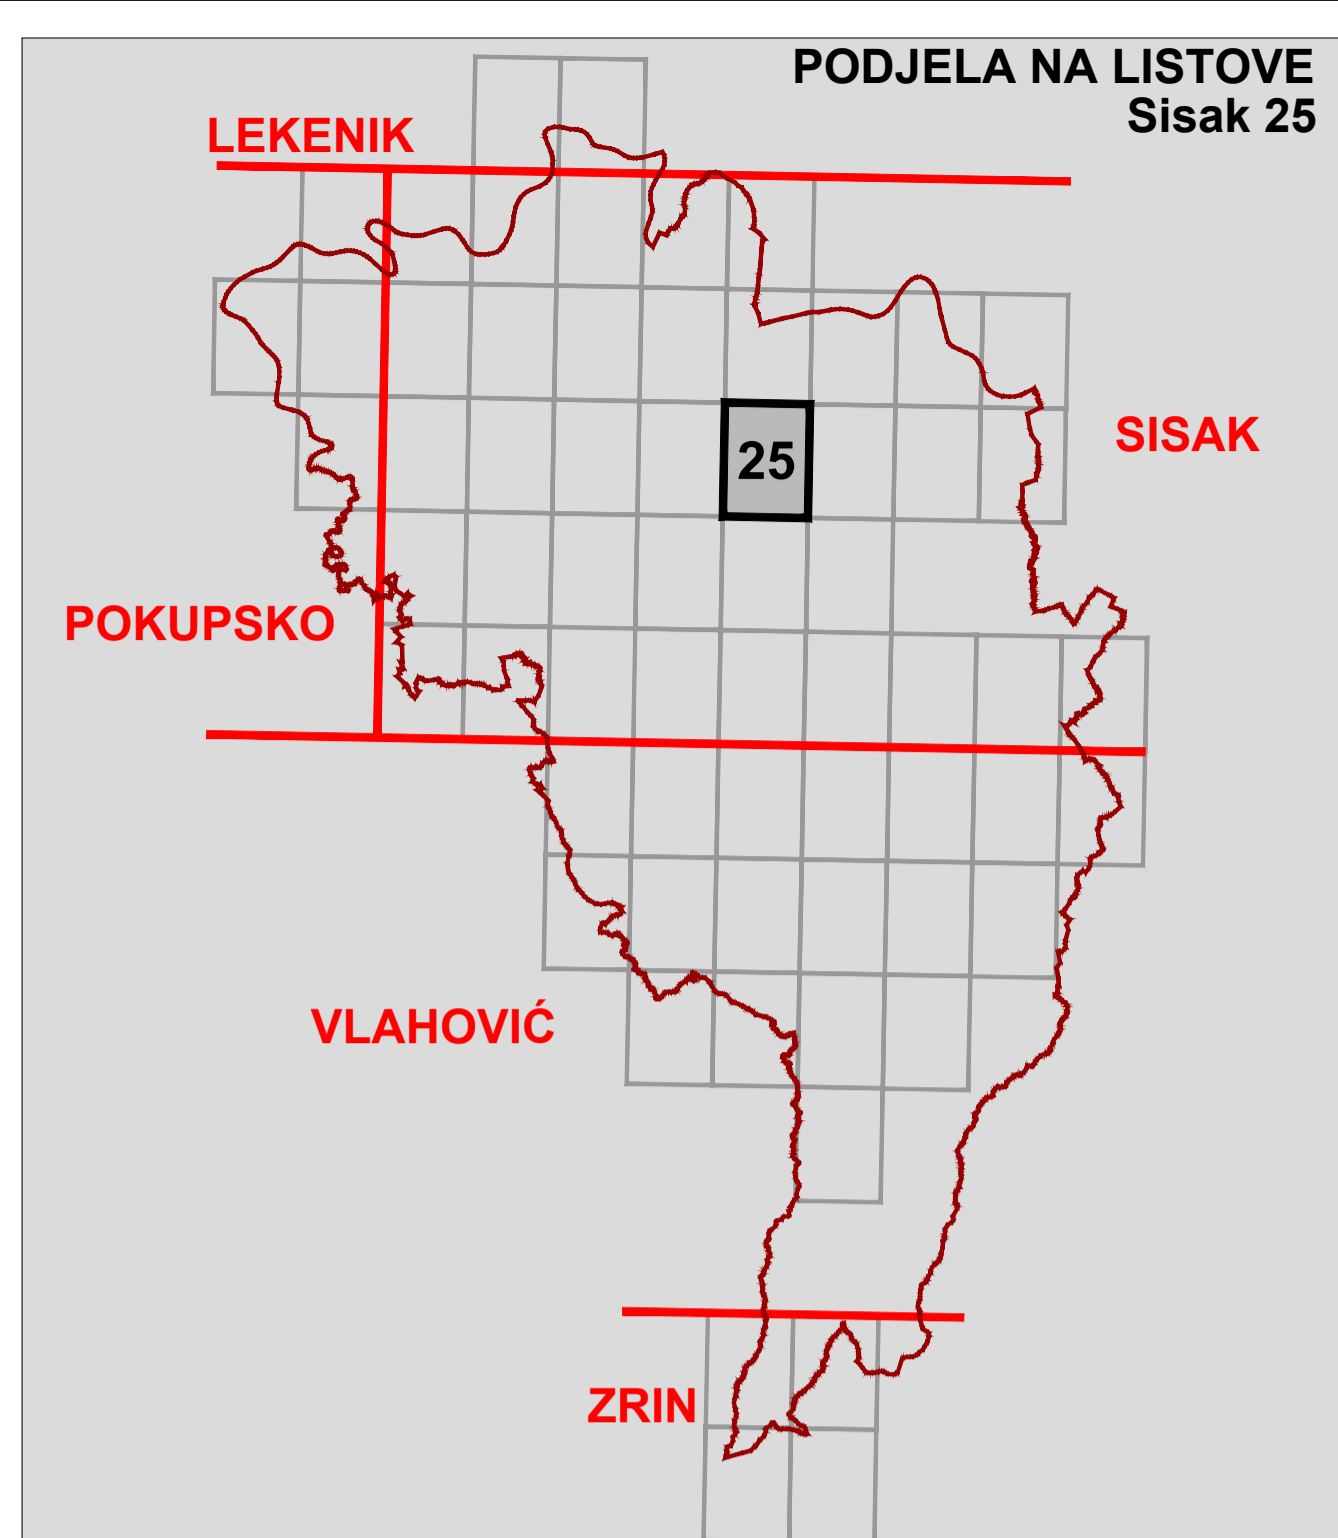 PODJELA NA LISTOVE
Sisak 25
LEKENIK
SISAK
25
POKUPSKO
VLAHOVIĆ
ZRIN